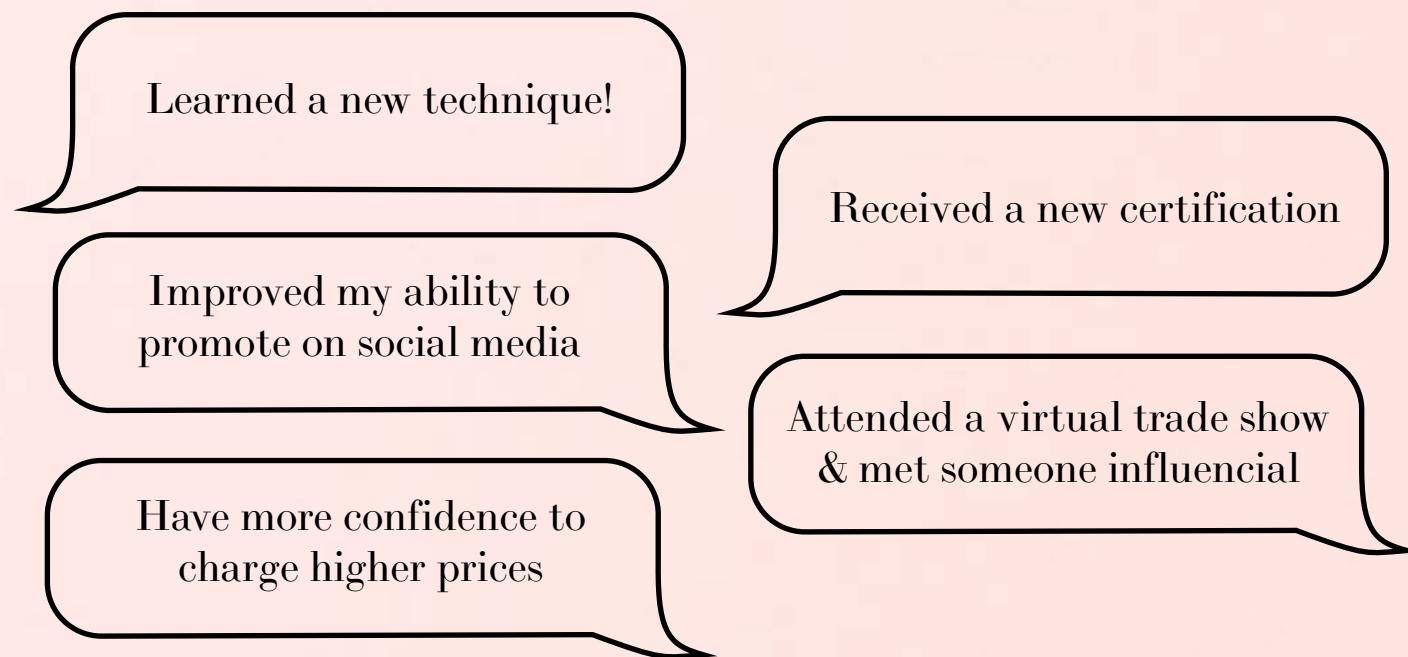 Learned a new technique!
Received a new certification
Improved my ability to
promote on social media
Attended a virtual trade show
& met someone influencial
Have more confidence to
charge higher prices